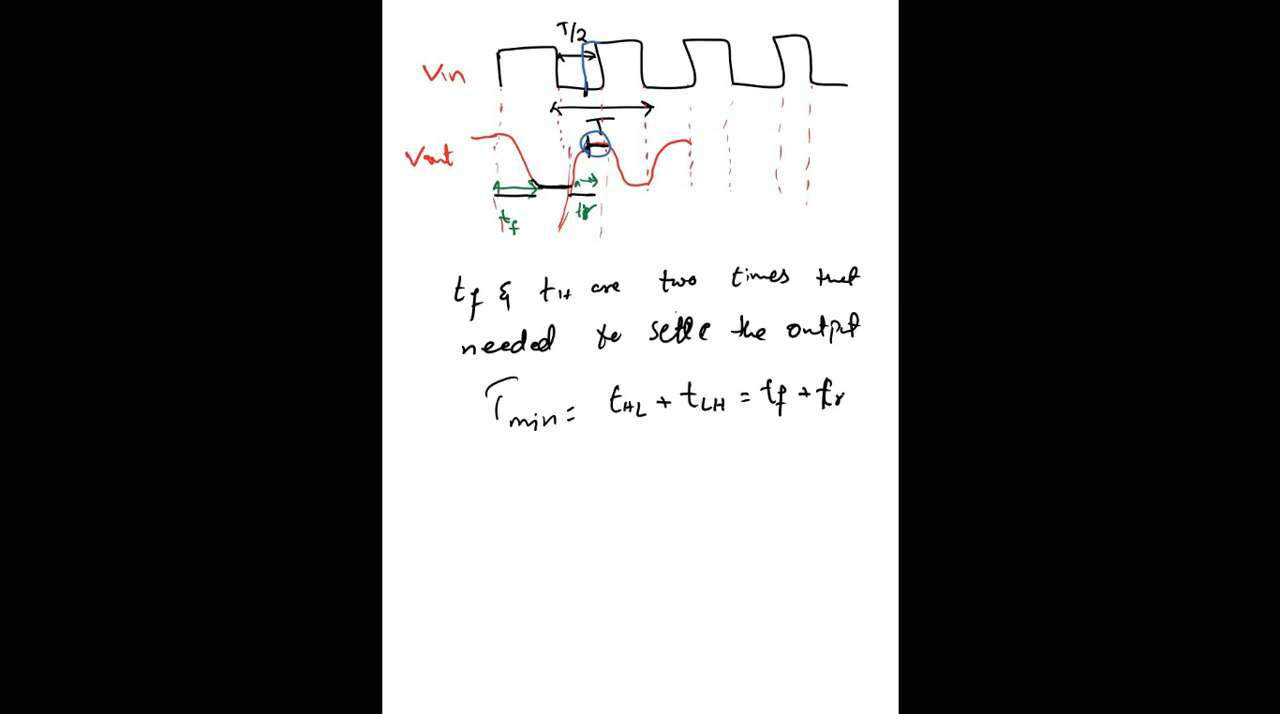 T/2
Vin
T
Vout
tf
tr
tf & tH are two times that
needed to settle the output
Tmin = tHL + tLH = tf + tr